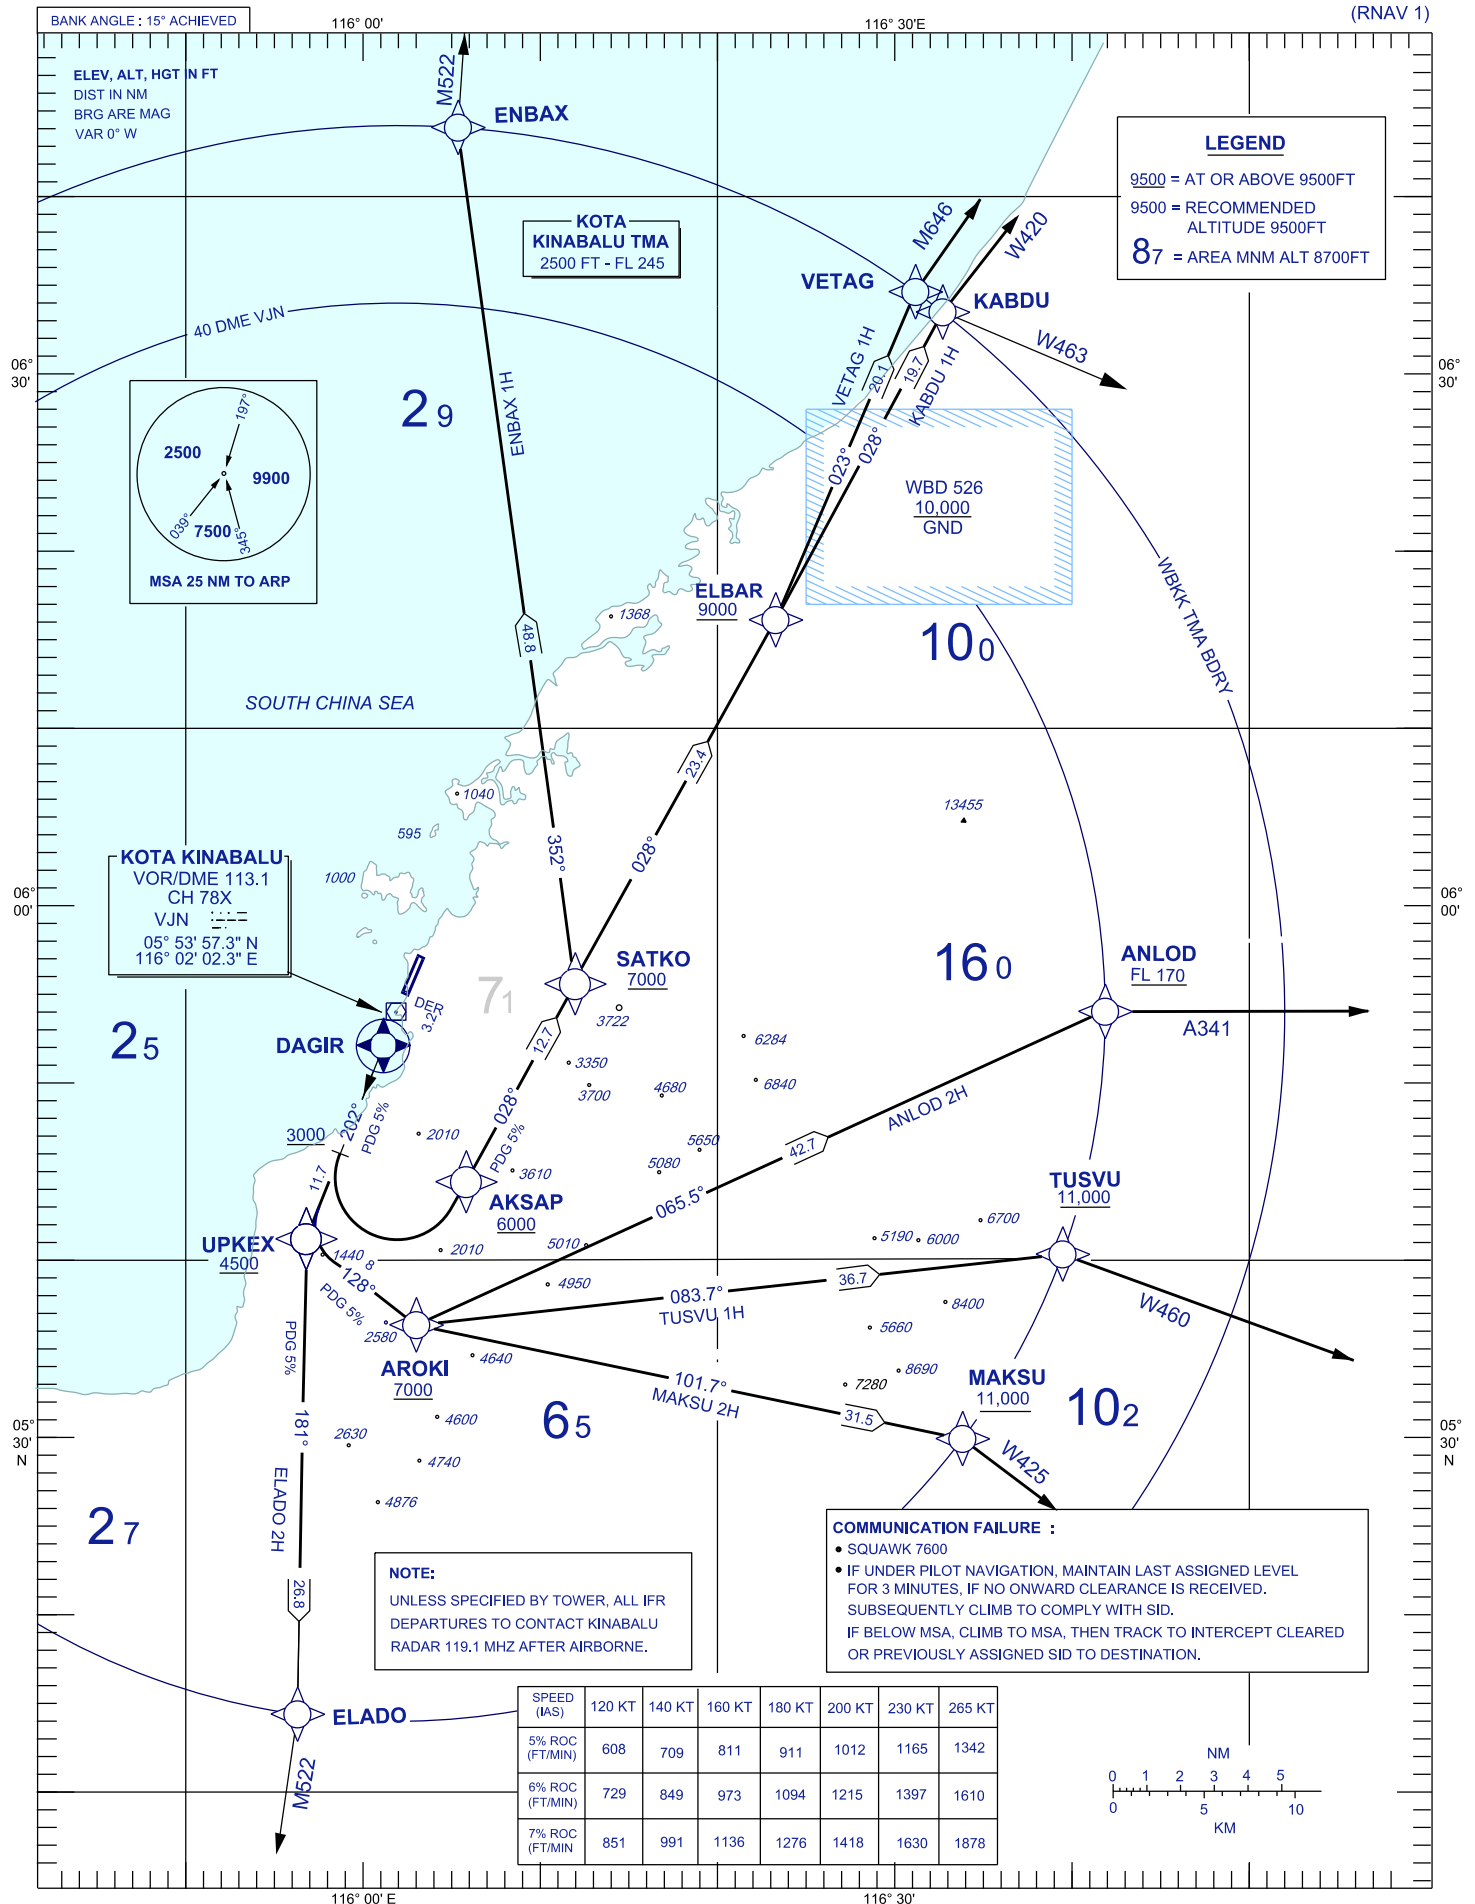 (RNAV 1)
BANK ANGLE : 15° ACHIEVED
116° 00'
116° 30'E
ELEV, ALT, HGT IN FT
DIST IN NM
BRG ARE MAG
VAR 0° W
M522
ENBAX
LEGEND
9500 = AT OR ABOVE 9500FT
9500 = RECOMMENDED
ALTITUDE 9500FT
87 = AREA MNM ALT 8700FT
KOTA
KINABALU TMA
2500 FT - FL 245
M646
W420
VETAG
KABDU
W463
40 DME VJN
06°
30'
06°
30'
VETAG 1H
20.1
19.7
KABDU 1H
29
ENBAX 1H
197°
2500
9900
039°
7500
345°
MSA 25 NM TO ARP
023°
028°
WBD 526
10,000
GND
WBKK TMA BDRY
ELBAR
9000
1368
48.8
100
SOUTH CHINA SEA
23.4
1040
595
13455
352°
028°
KOTA KINABALU
VOR/DME 113.1
CH 78X
VJN
05° 53' 57.3" N
116° 02' 02.3" E
1000
06°
00'
06°
00'
SATKO
7000
160
ANLOD
FL 170
71
DER
3.2
3722
A341
25
DAGIR
12.7
6284
3350
3700
4680
6840
028°
PDG 5%
ANLOD 2H
202°
PDG 5%
3000
2010
5650
42.7
11.7
3610
5080
AKSAP
6000
065.5°
TUSVU
11,000
UPKEX
4500
1440
8
2010
5010
5190
6000
6700
128°
PDG 5%
4950
083.7°
TUSVU 1H
36.7
8400
W460
PDG 5%
2580
5660
4640
AROKI
7000
101.7°
MAKSU 2H
7280
8690
MAKSU
11,000
102
31.5
181°
65
4600
2630
4740
4876
05°
30'
N
05°
30'
N
W425
ELADO 2H
27
26.8
NOTE:
UNLESS SPECIFIED BY TOWER, ALL IFR
DEPARTURES TO CONTACT KINABALU
RADAR 119.1 MHZ AFTER AIRBORNE.
COMMUNICATION FAILURE :
• SQUAWK 7600
• IF UNDER PILOT NAVIGATION, MAINTAIN LAST ASSIGNED LEVEL
FOR 3 MINUTES, IF NO ONWARD CLEARANCE IS RECEIVED.
SUBSEQUENTLY CLIMB TO COMPLY WITH SID.
IF BELOW MSA, CLIMB TO MSA, THEN TRACK TO INTERCEPT CLEARED
OR PREVIOUSLY ASSIGNED SID TO DESTINATION.
ELADO
M522
SPEED (IAS) 120 KT 140 KT 160 KT 180 KT 200 KT 230 KT 265 KT
5% ROC (FT/MIN) 608 709 811 911 1012 1165 1342
6% ROC (FT/MIN) 729 849 973 1094 1215 1397 1610
7% ROC (FT/MIN 851 991 1136 1276 1418 1630 1878
NM
0 1 2 3 4 5
0 5 10
KM
116° 00' E
116° 30'